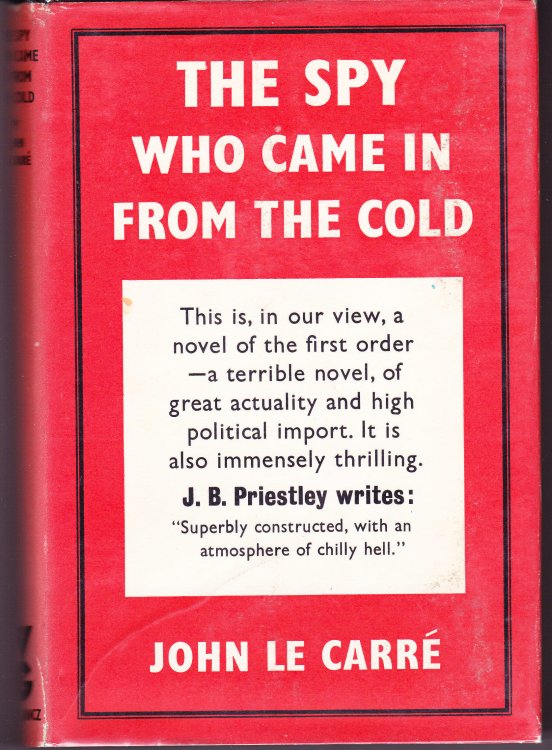 THE SPY
WHO CAME IN
FROM THE COLD
This is, in our view, a
novel of the first order
—a terrible novel, of
great actuality and high
political import. It is
also immensely thrilling.
J. B. Priestley writes:
"Superbly constructed, with an
atmosphere of chilly hell."
JOHN LE CARRÉ